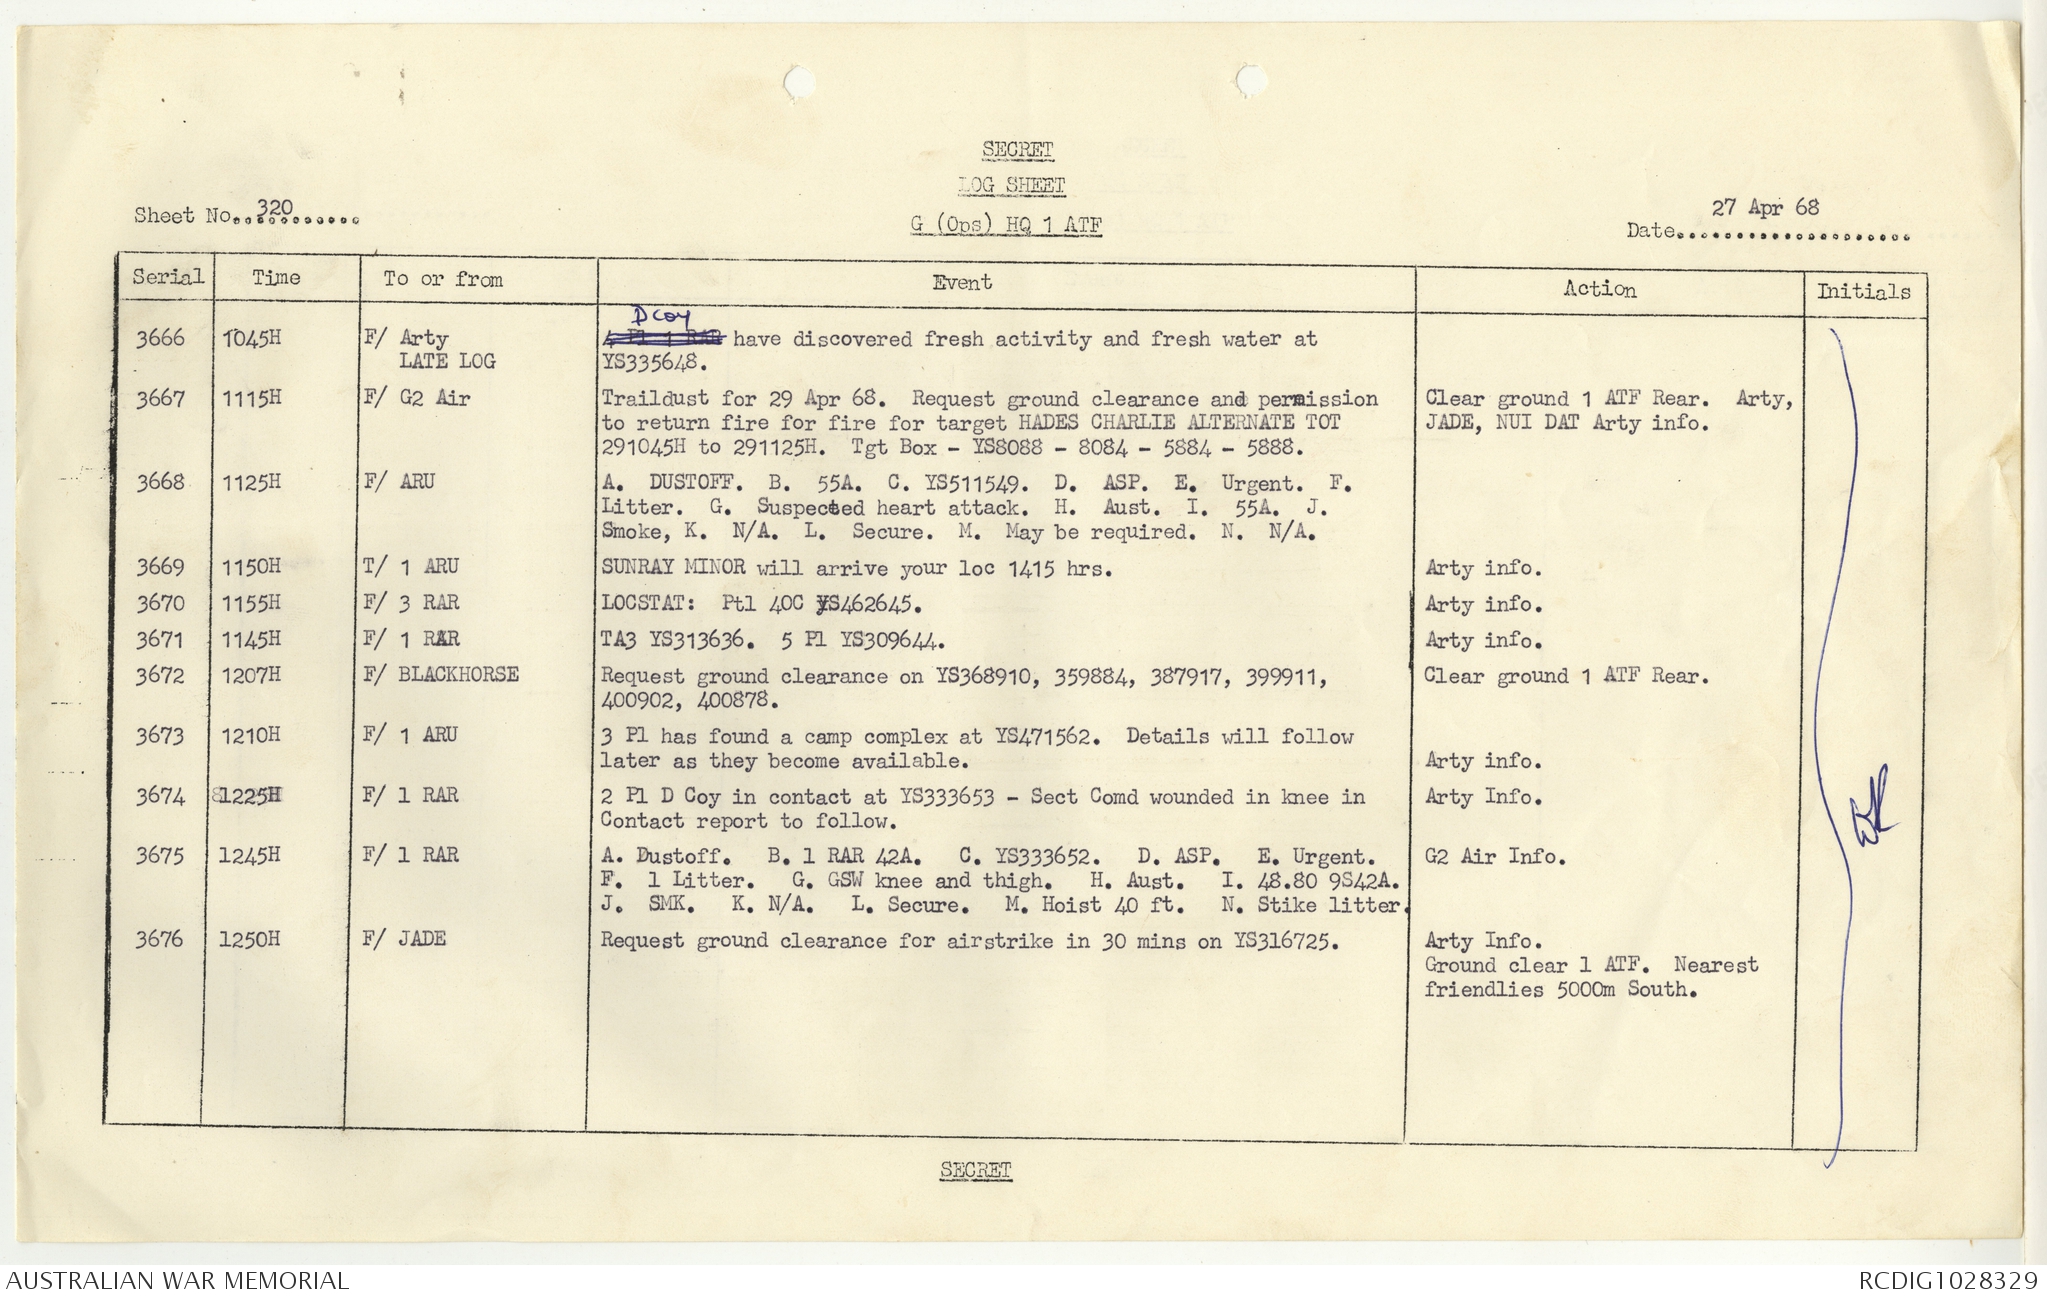 SECRET
LOG SHEET
Sheet No. 320
G (Ops) HQ 1 ATF
27 Apr 68
Date
Serial Time To or from Event Action Initials
D Coy
3666 1045H F/ Arty 4 Pl 1 RAR have discovered fresh activity and fresh water at
LATE LOG YS335648.
3667 1115H F/ G2 Air Traildust for 29 Apr 68. Request ground clearance and permission Clear ground 1 ATF Rear. Arty,
to return fire for fire for target HADES CHARLIE ALTERNATE TOT JADE, NUI DAT Arty info.
291045H to 291125H. Tgt Box - YS8088 - 8084 - 5884 - 5888.
3668 1125H F/ ARU A. DUSTOFF. B. 55A. C. YS511549. D. ASP. E. Urgent. F.
Litter. G. Suspected heart attack. H. Aust. I. 55A. J.
Smoke, K. N/A. L. Secure. M. May be required. N. N/A.
3669 1150H T/ 1 ARU SUNRAY MINOR will arrive your loc 1415 hrs. Arty info.
3670 1155H F/ 3 RAR LOCSTAT: Ptl 40C YS462645. Arty info.
3671 1145H F/ 1 RAR TA3 YS313636. 5 Pl YS309644. Arty info.
3672 1207H F/ BLACKHORSE Request ground clearance on YS368910, 359884, 387917, 399911, Clear ground 1 ATF Rear.
400902, 400878.
3673 1210H F/ 1 ARU 3 Pl has found a camp complex at YS471562. Details will follow
later as they become available. Arty info.
3674 1225H F/ 1 RAR 2 Pl D Coy in contact at YS333653 - Sect Comd wounded in knee in Arty Info.
Contact report to follow.
3675 1245H F/ 1 RAR A. Dustoff. B. 1 RAR 42A. C. YS333652. D. ASP. E. Urgent. G2 Air Info.
F. 1 Litter. G. GSW knee and thigh. H. Aust. I. 48.80 9S42A.
J. SMK. K. N/A. L. Secure. M. Hoist 40 ft. N. Stike litter.
3676 1250H F/ JADE Request ground clearance for airstrike in 30 mins on YS316725. Arty Info.
Ground clear 1 ATF. Nearest
friendlies 5000m South.
SECRET
AUSTRALIAN WAR MEMORIAL
RCDIG1028329